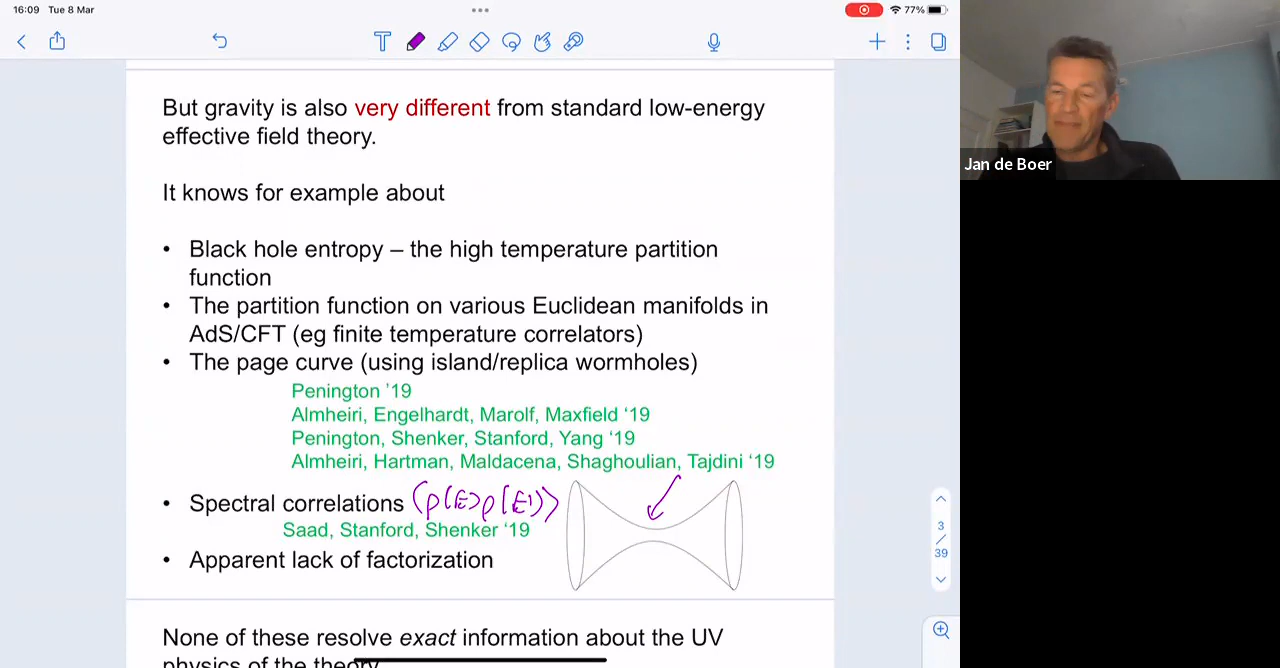 16:09 Tue 8 Mar
77%
But gravity is also very different from standard low-energy
effective field theory.
It knows for example about
• Black hole entropy – the high temperature partition
function
• The partition function on various Euclidean manifolds in
AdS/CFT (eg finite temperature correlators)
• The page curve (using island/replica wormholes)
Penington '19
Almheiri, Engelhardt, Marolf, Maxfield ‘19
Penington, Shenker, Stanford, Yang ‘19
Almheiri, Hartman, Maldacena, Shaghoulian, Tajdini ‘19
• Spectral correlations ⟨ρ(E)ρ(E')⟩
Saad, Stanford, Shenker ‘19
• Apparent lack of factorization
None of these resolve exact information about the UV
physics of the theory
3
/
39
Jan de Boer